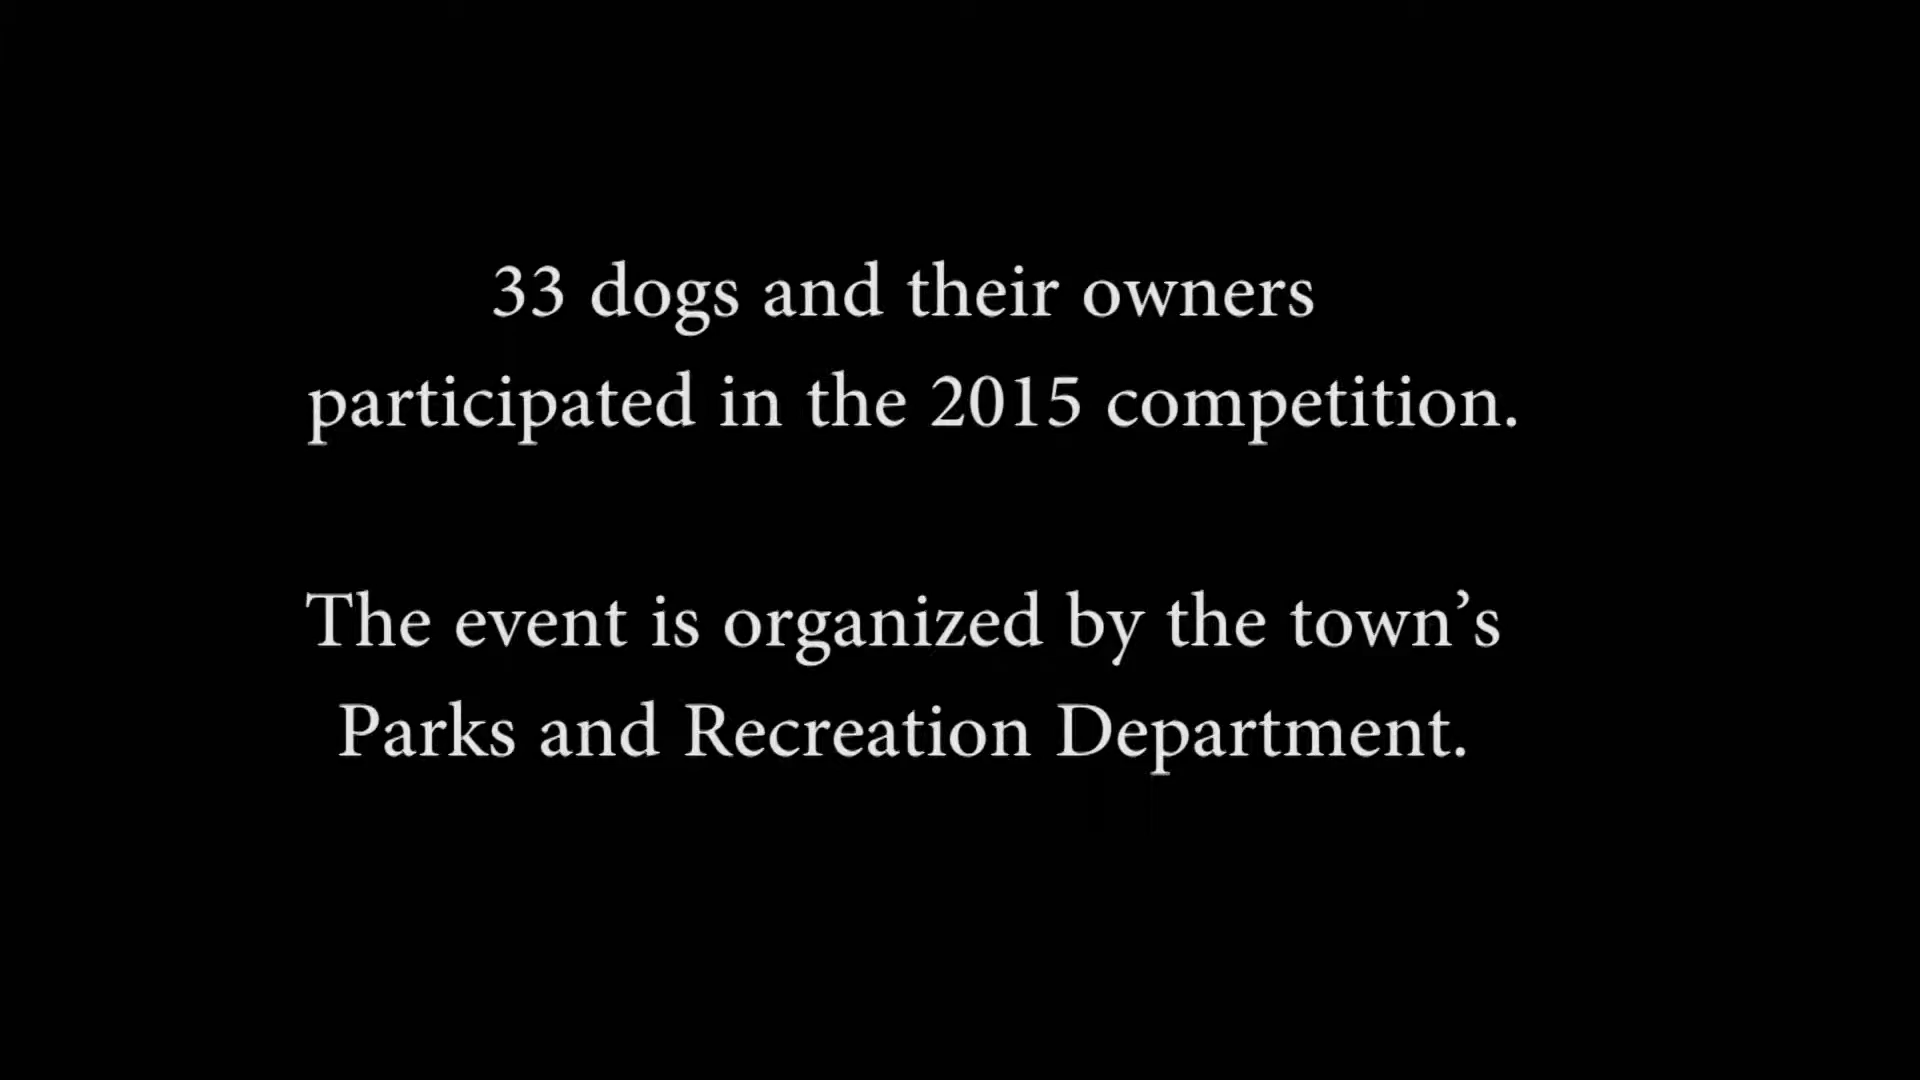 33 dogs and their owners
participated in the 2015 competition.
The event is organized by the town’s
Parks and Recreation Department.